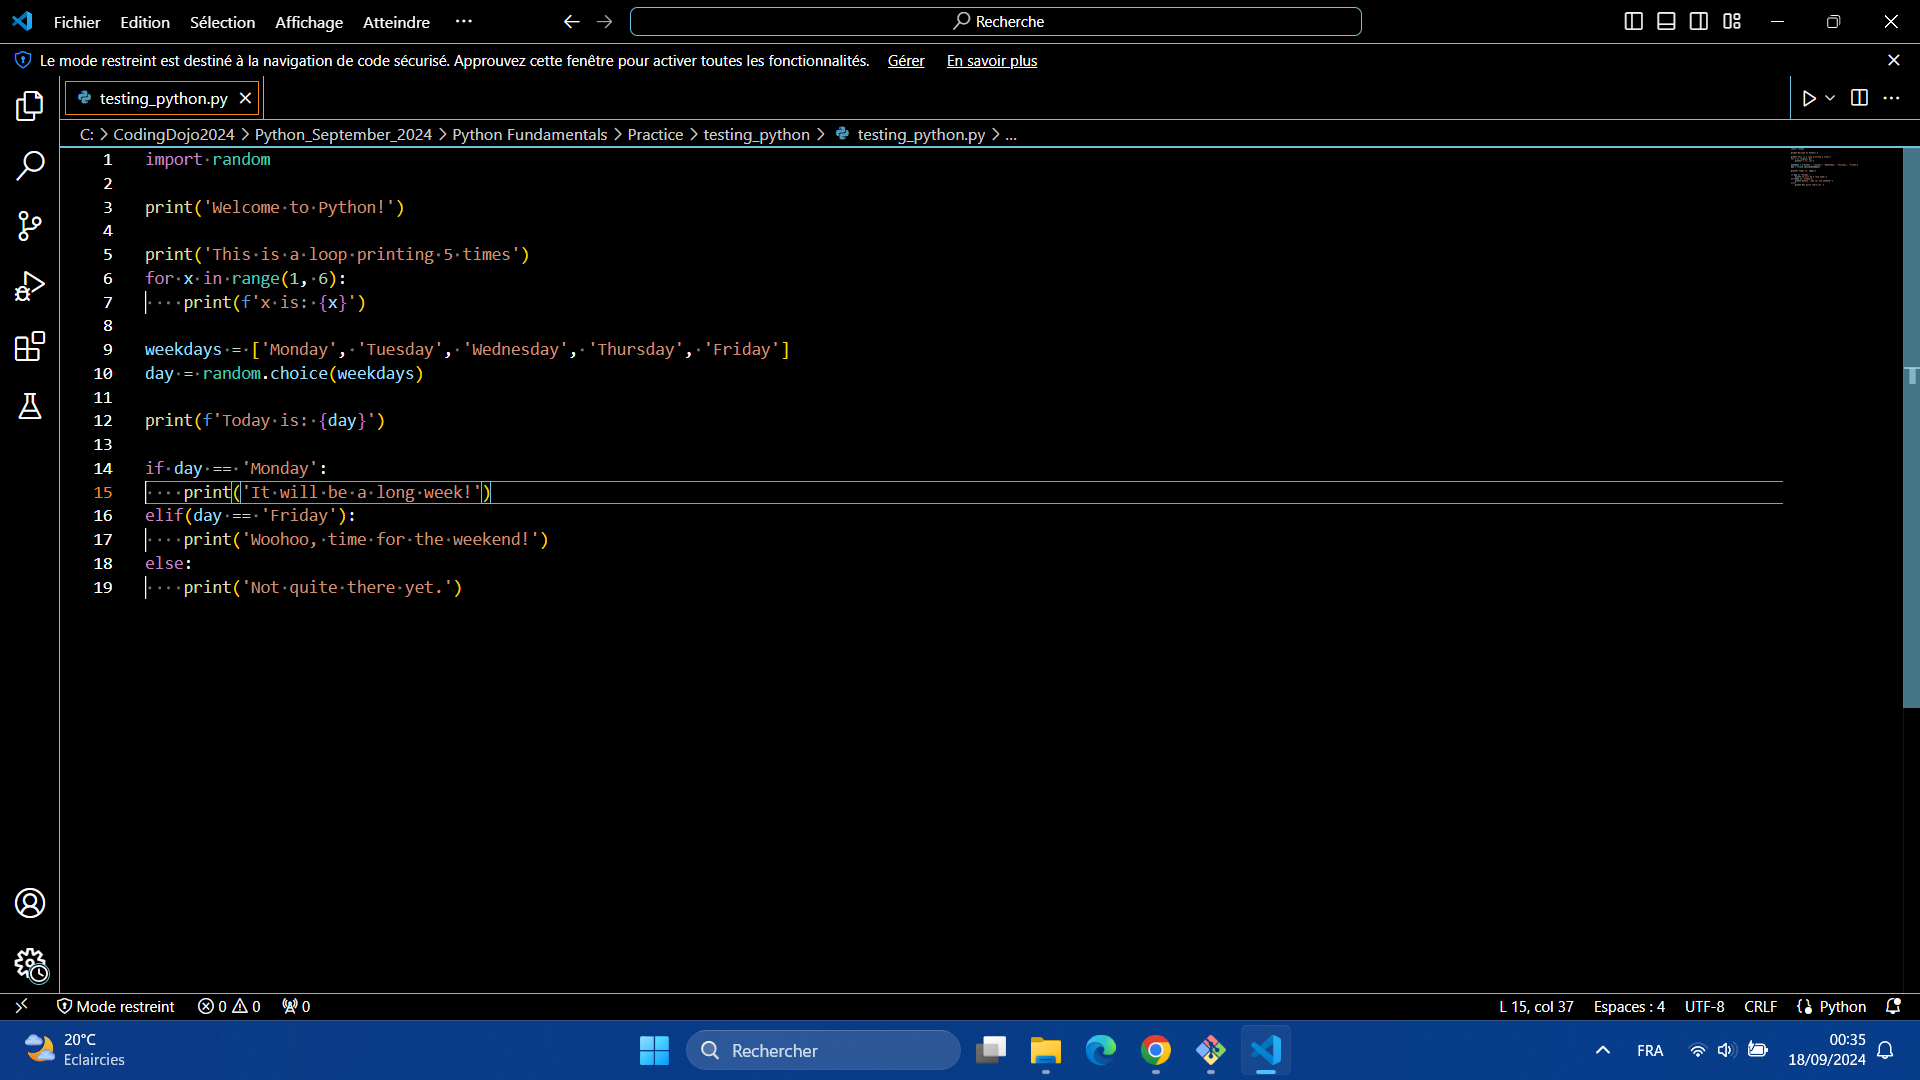 Fichier Edition Sélection Affichage Atteindre ··· Recherche
Le mode restreint est destiné à la navigation de code sécurisé. Approuvez cette fenêtre pour activer toutes les fonctionnalités. Gérer En savoir plus
testing_python.py
C: > CodingDojo2024 > Python_September_2024 > Python Fundamentals > Practice > testing_python > testing_python.py > ...
1 import random
2
3 print('Welcome to Python!')
4
5 print('This is a loop printing 5 times')
6 for x in range(1, 6):
7     print(f'x is: {x}')
8
9 weekdays = ['Monday', 'Tuesday', 'Wednesday', 'Thursday', 'Friday']
10 day = random.choice(weekdays)
11
12 print(f'Today is: {day}')
13
14 if day == 'Monday':
15     print('It will be a long week!')
16 elif(day == 'Friday'):
17     print('Woohoo, time for the weekend!')
18 else:
19     print('Not quite there yet.')
Mode restreint 0 0 0 L 15, col 37 Espaces : 4 UTF-8 CRLF Python
20°C
Eclaircies
Rechercher
FRA
00:35
18/09/2024